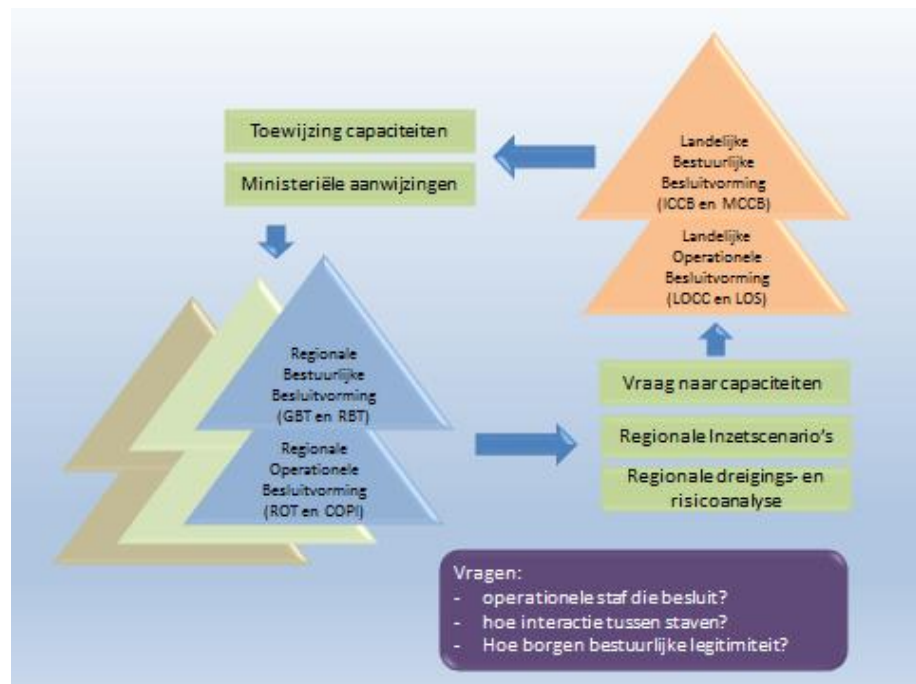 Toewijzing capaciteiten
Ministeriële aanwijzingen
Landelijke
Bestuurlijke
Besluitvorming
(ICCB en MCCB)
Landelijke
Operationele
Besluitvorming
(LOCC en LOS)
Regionale
Bestuurlijke
Besluitvorming
(GBT en RBT)
Regionale
Operationele
Besluitvorming
(ROT en COPI)
Vraag naar capaciteiten
Regionale Inzetscenario's
Regionale dreigings- en
risicoanalyse
Vragen:
- operationele staf die besluit?
- hoe interactie tussen staven?
- Hoe borgen bestuurlijke legitimiteit?